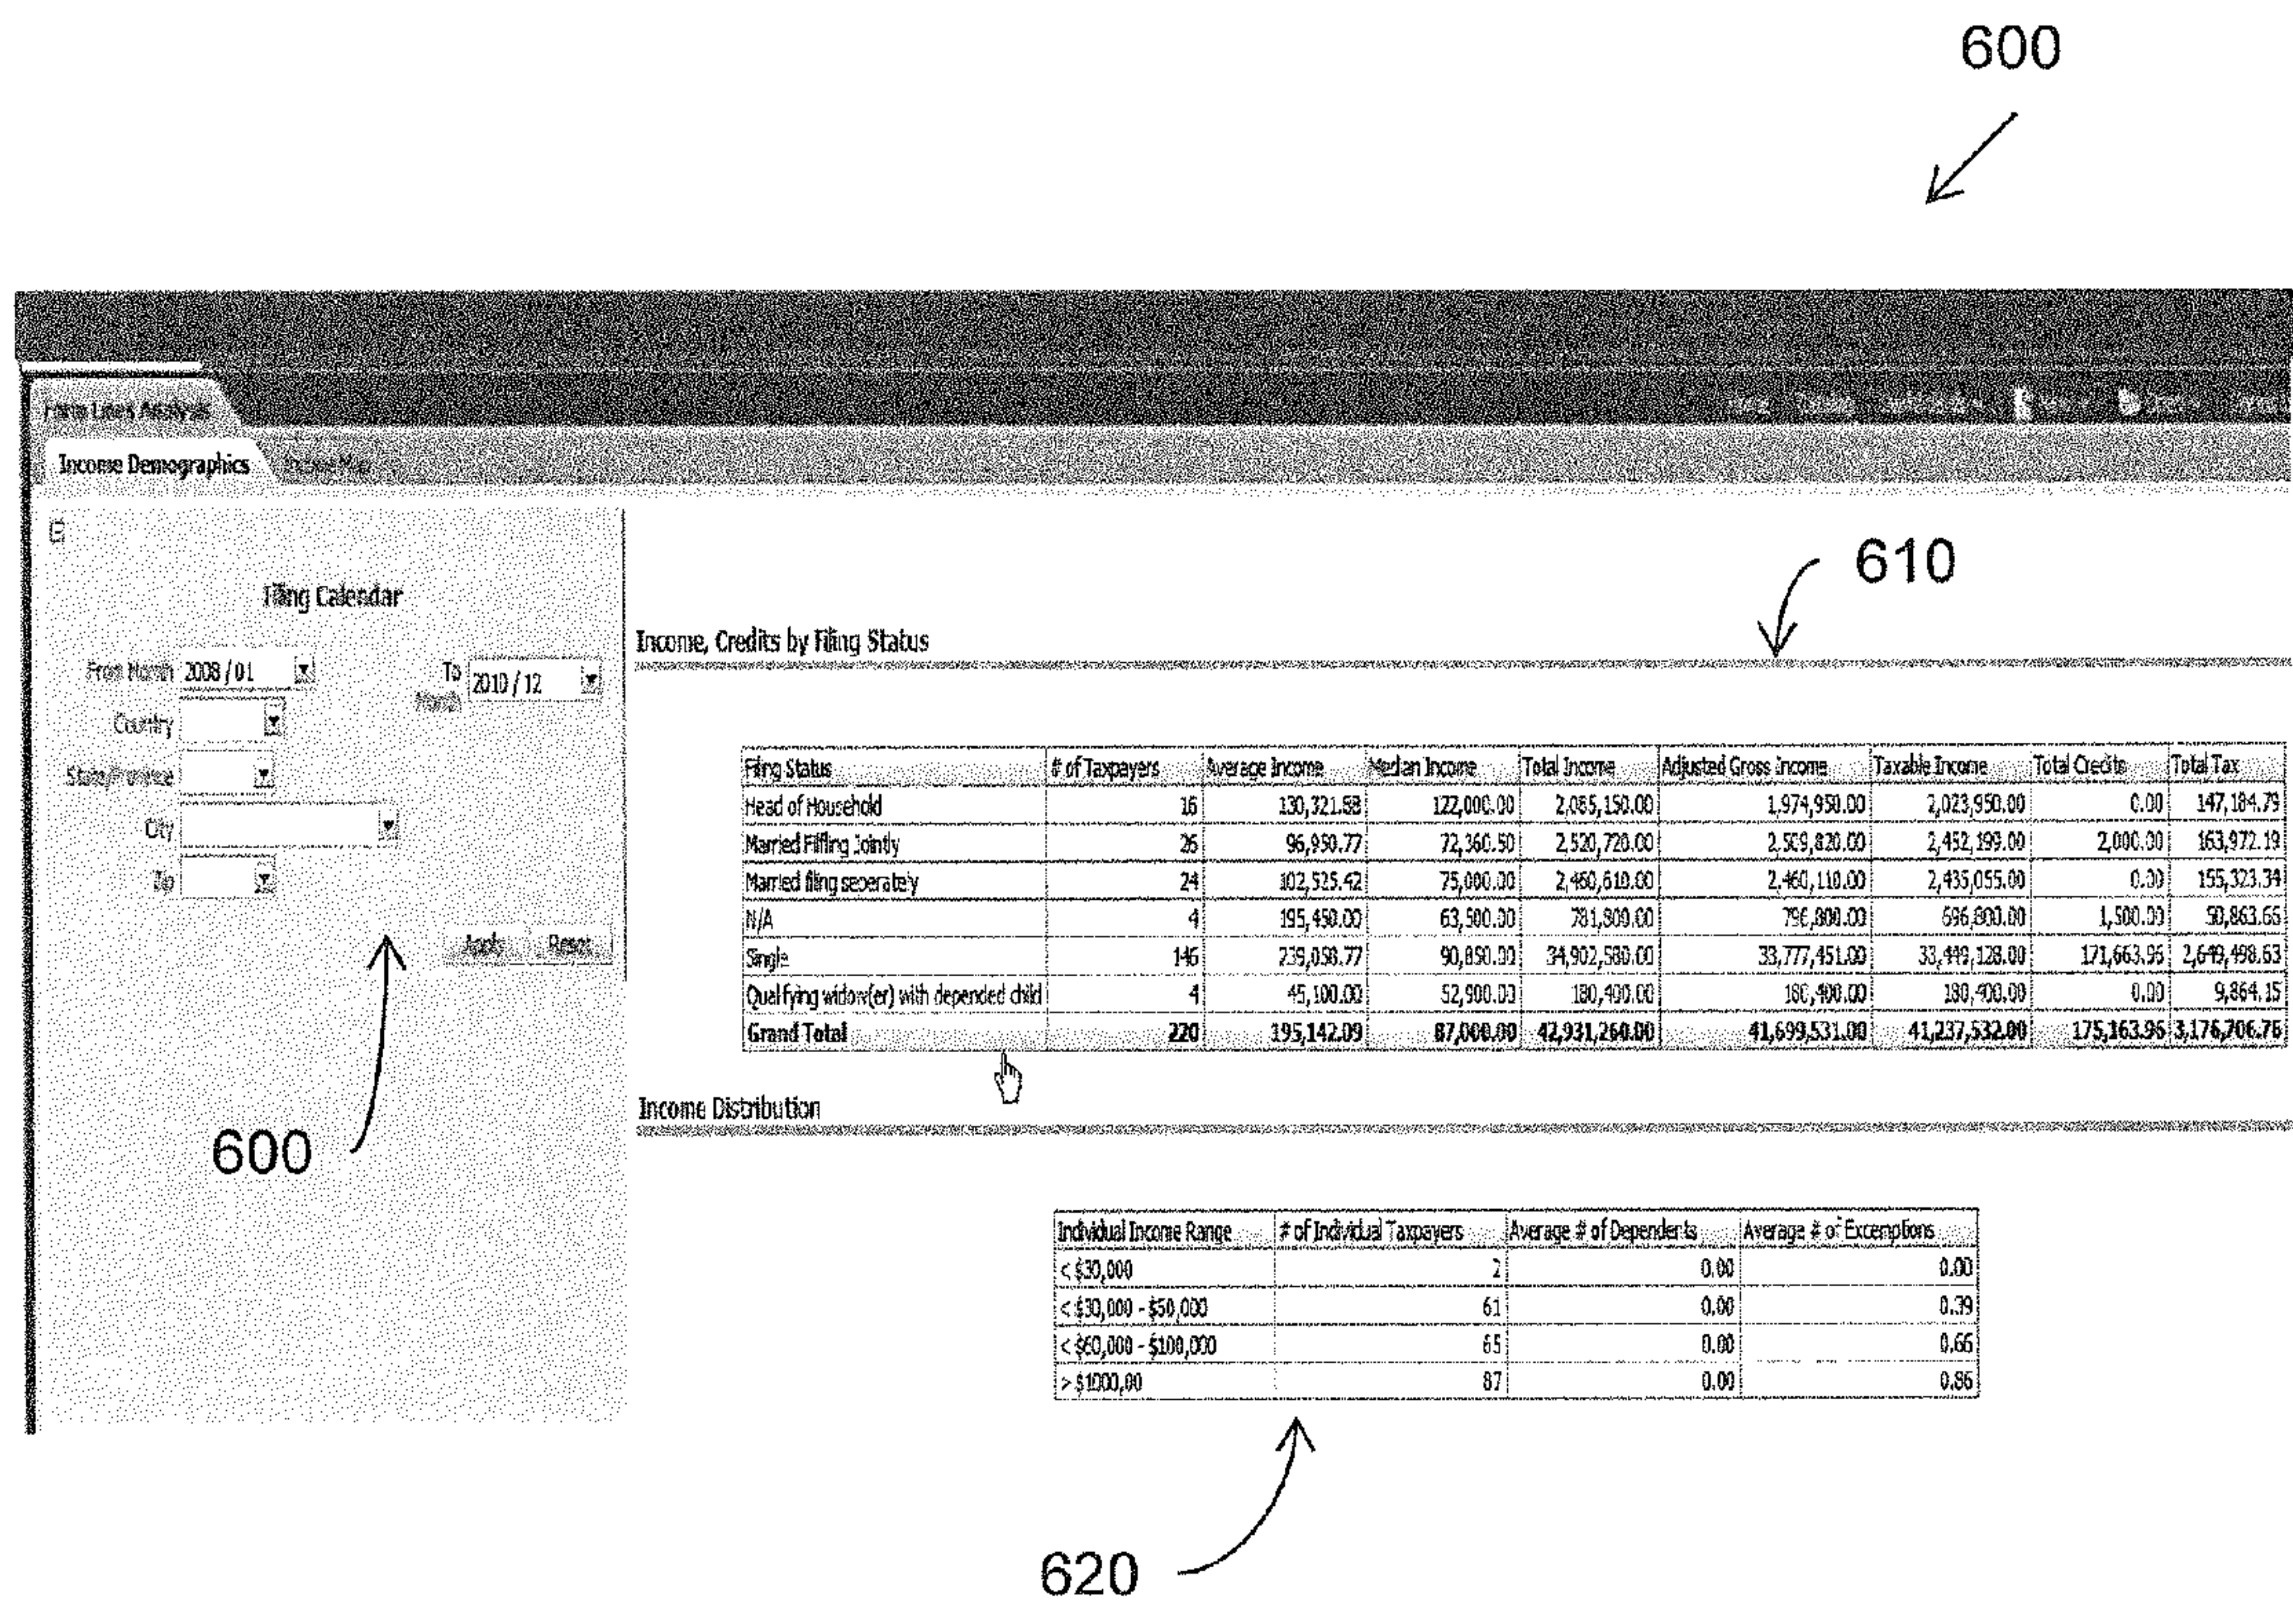 600
Form Lines Analysis
Income Demographics Income Map
610
Filing Calendar
Income, Credits by Filing Status
From Month 2008 / 01 To Month 2010 / 12
Country
State/Province
City
Zip
Apply Reset
600
Filing Status # of Taxpayers Average Income Median Income Total Income Adjusted Gross Income Taxable Income Total Credits Total Tax
Head of Household 16 130,321.88 122,000.00 2,085,150.00 1,974,950.00 2,023,950.00 0.00 147,184.79
Married Filfing Jointly 26 96,950.77 72,360.50 2,520,720.00 2,509,820.00 2,452,199.00 2,000.00 163,972.19
Married filing seperately 24 102,525.42 75,000.00 2,460,610.00 2,460,110.00 2,435,055.00 0.00 155,323.34
N/A 4 195,450.00 63,500.00 781,800.00 796,800.00 696,800.00 1,500.00 50,863.66
Single 146 239,058.77 90,850.00 34,902,580.00 33,777,451.00 33,449,128.00 171,663.96 2,649,498.63
Qualifying widow(er) with depended child 4 45,100.00 52,900.00 180,400.00 180,400.00 180,400.00 0.00 9,864.15
Grand Total 220 195,142.09 87,000.00 42,931,260.00 41,699,531.00 41,237,532.00 175,163.96 3,176,706.76
Income Distribution
Individual Income Range # of Individual Taxpayers Average # of Dependents Average # of Excemptions
< $30,000 2 0.00 0.00
< $30,000 - $50,000 61 0.00 0.39
< $60,000 - $100,000 65 0.00 0.66
> $1000,00 87 0.00 0.86
620